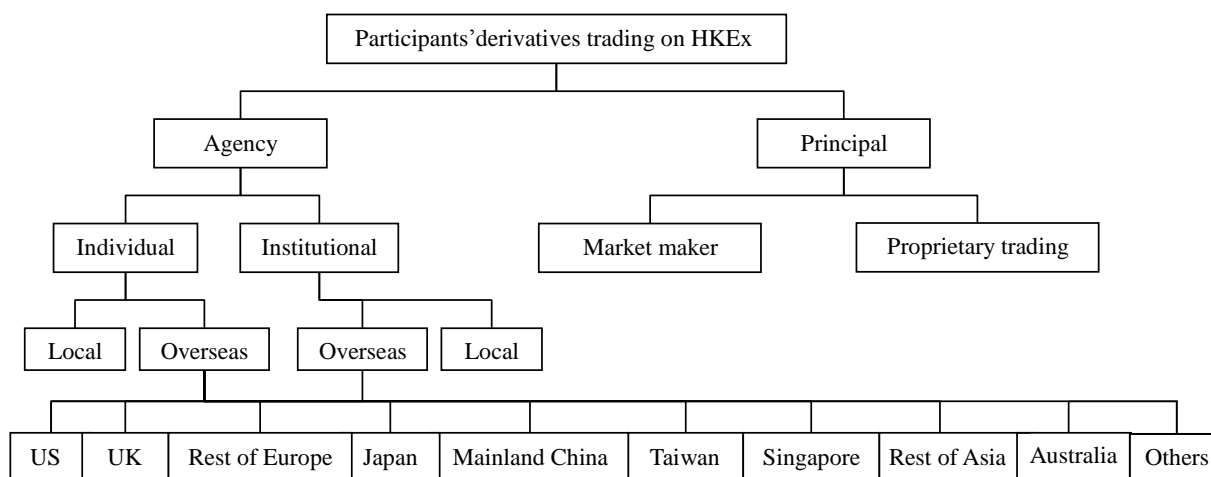 Participants’derivatives trading on HKEx
Agency
Principal
Individual
Institutional
Market maker
Proprietary trading
Local
Overseas
Overseas
Local
US
UK
Rest of Europe
Japan
Mainland China
Taiwan
Singapore
Rest of Asia
Australia
Others